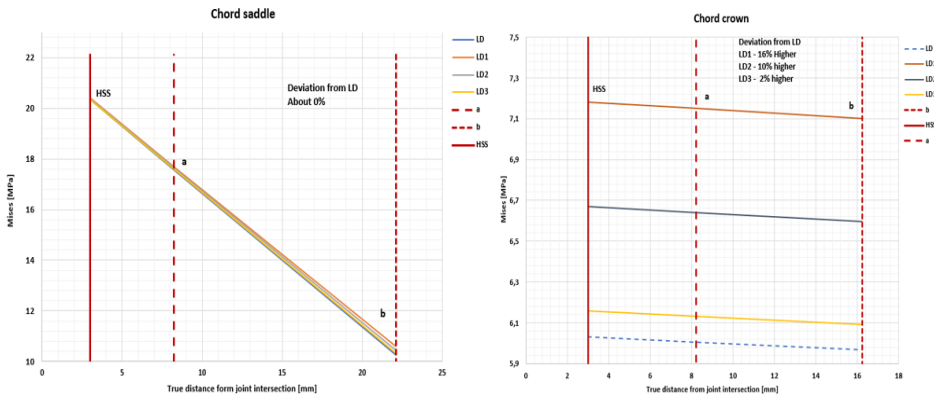 Chord saddle
Mises [MPa]
22
20
18
16
14
12
10
0
5
10
15
20
25
True distance form joint intersection [mm]
HSS
a
b
Deviation from LD
About 0%
LD
LD1
LD2
LD3
a
b
HSS
Chord crown
Mises [MPa]
7,5
7,3
7,1
6,9
6,7
6,5
6,3
6,1
5,9
0
2
4
6
8
10
12
14
16
18
True distance from joint intersection [mm]
Deviation from LD
LD1 - 16% Higher
LD2 - 10% higher
LD3 - 2% higher
HSS
a
b
LD
b
a